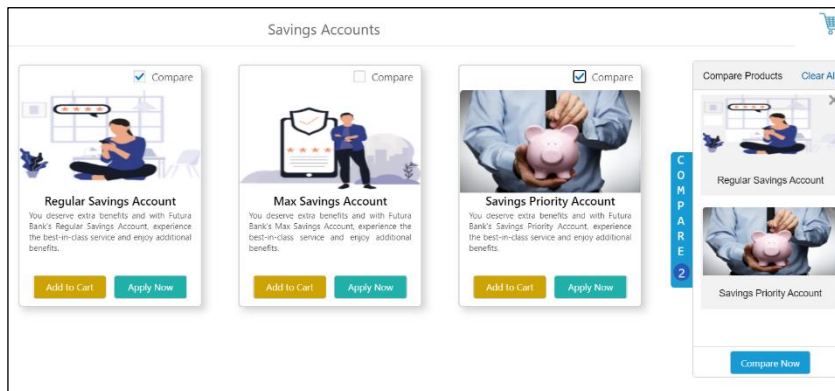 Savings Accounts
Compare
Compare
Compare
Regular Savings Account
You deserve extra benefits and with Futura
Bank's Regular Savings Account, experience
the best-in-class service and enjoy additional
benefits.
Add to Cart
Apply Now
Max Savings Account
You deserve extra benefits and with Futura
Bank's Max Savings Account, experience the
best-in-class service and enjoy additional
benefits.
Add to Cart
Apply Now
Savings Priority Account
You deserve extra benefits and with Futura
Bank's Savings Priority Account, experience
the best-in-class service and enjoy additional
benefits.
Add to Cart
Apply Now
COMPARE
2
Compare Products
Clear Al
Regular Savings Account
Savings Priority Account
Compare Now